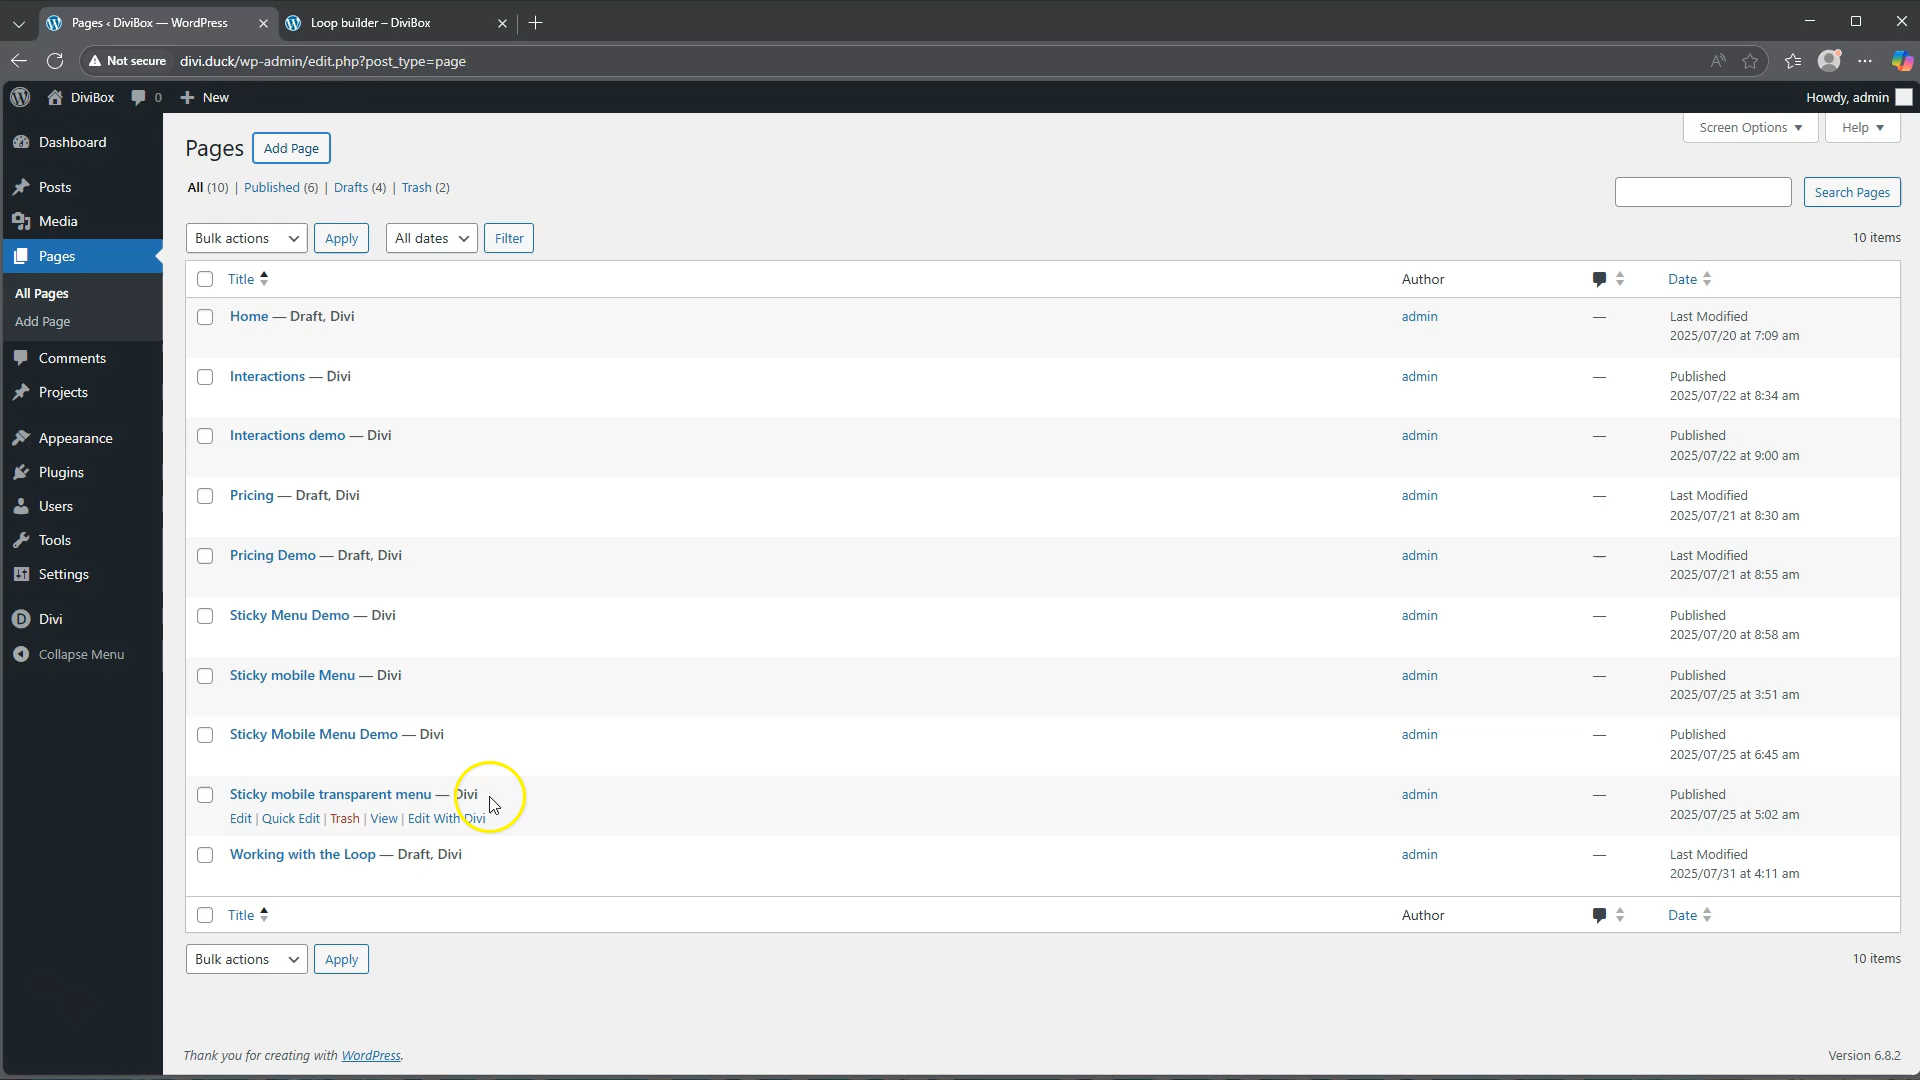 Pages ‹ DiviBox — WordPress
Loop builder – DiviBox
Not secure divi.duck/wp-admin/edit.php?post_type=page
DiviBox 0 New
Howdy, admin
Dashboard
Posts
Media
Pages
All Pages
Add Page
Comments
Projects
Appearance
Plugins
Users
Tools
Settings
Divi
Collapse Menu
Screen Options Help
Pages Add Page
All (10) | Published (6) | Drafts (4) | Trash (2)
Search Pages
Bulk actions Apply All dates Filter 10 items
Title Author Date
Home — Draft, Divi admin — Last Modified
2025/07/20 at 7:09 am
Interactions — Divi admin — Published
2025/07/22 at 8:34 am
Interactions demo — Divi admin — Published
2025/07/22 at 9:00 am
Pricing — Draft, Divi admin — Last Modified
2025/07/21 at 8:30 am
Pricing Demo — Draft, Divi admin — Last Modified
2025/07/21 at 8:55 am
Sticky Menu Demo — Divi admin — Published
2025/07/20 at 8:58 am
Sticky mobile Menu — Divi admin — Published
2025/07/25 at 3:51 am
Sticky Mobile Menu Demo — Divi admin — Published
2025/07/25 at 6:45 am
Sticky mobile transparent menu — Divi admin — Published
Edit | Quick Edit | Trash | View | Edit With Divi 2025/07/25 at 5:02 am
Working with the Loop — Draft, Divi admin — Last Modified
2025/07/31 at 4:11 am
Title Author Date
Bulk actions Apply 10 items
Thank you for creating with WordPress. Version 6.8.2